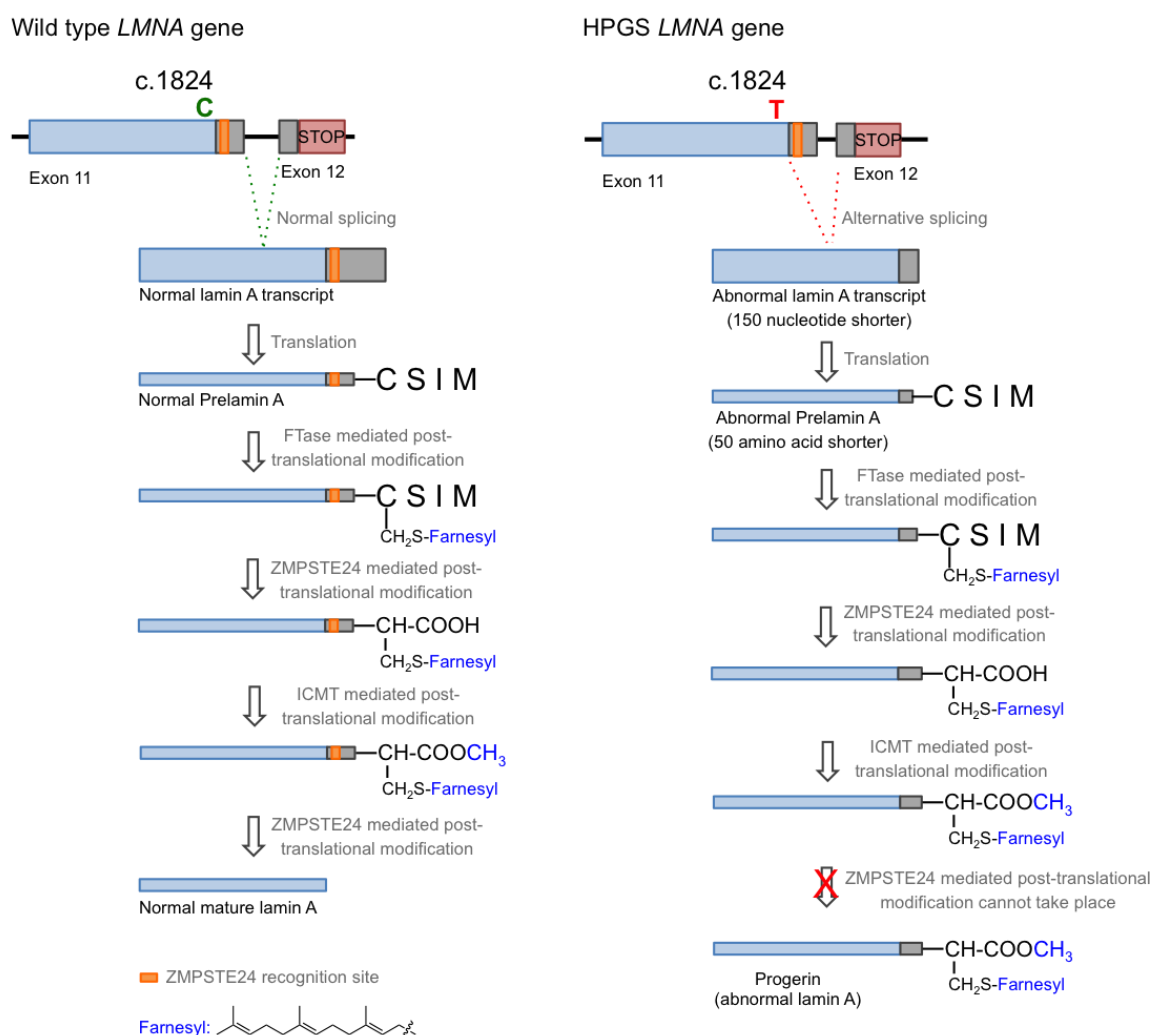 Wild type LMNA gene
c.1824
C
STOP
Exon 11
Exon 12
Normal splicing
Normal lamin A transcript
Translation
C S I M
Normal Prelamin A
FTase mediated post-
translational modification
C S I M
CH₂S-Farnesyl
ZMPSTE24 mediated post-
translational modification
CH-COOH
CH₂S-Farnesyl
ICMT mediated post-
translational modification
CH-COOCH₃
CH₂S-Farnesyl
ZMPSTE24 mediated post-
translational modification
Normal mature lamin A
ZMPSTE24 recognition site
Farnesyl:
HPGS LMNA gene
c.1824
T
STOP
Exon 11
Exon 12
Alternative splicing
Abnormal lamin A transcript
(150 nucleotide shorter)
Translation
C S I M
Abnormal Prelamin A
(50 amino acid shorter)
FTase mediated post-
translational modification
C S I M
CH₂S-Farnesyl
ZMPSTE24 mediated post-
translational modification
CH-COOH
CH₂S-Farnesyl
ICMT mediated post-
translational modification
CH-COOCH₃
CH₂S-Farnesyl
X
ZMPSTE24 mediated post-translational
modification cannot take place
CH-COOCH₃
CH₂S-Farnesyl
Progerin
(abnormal lamin A)